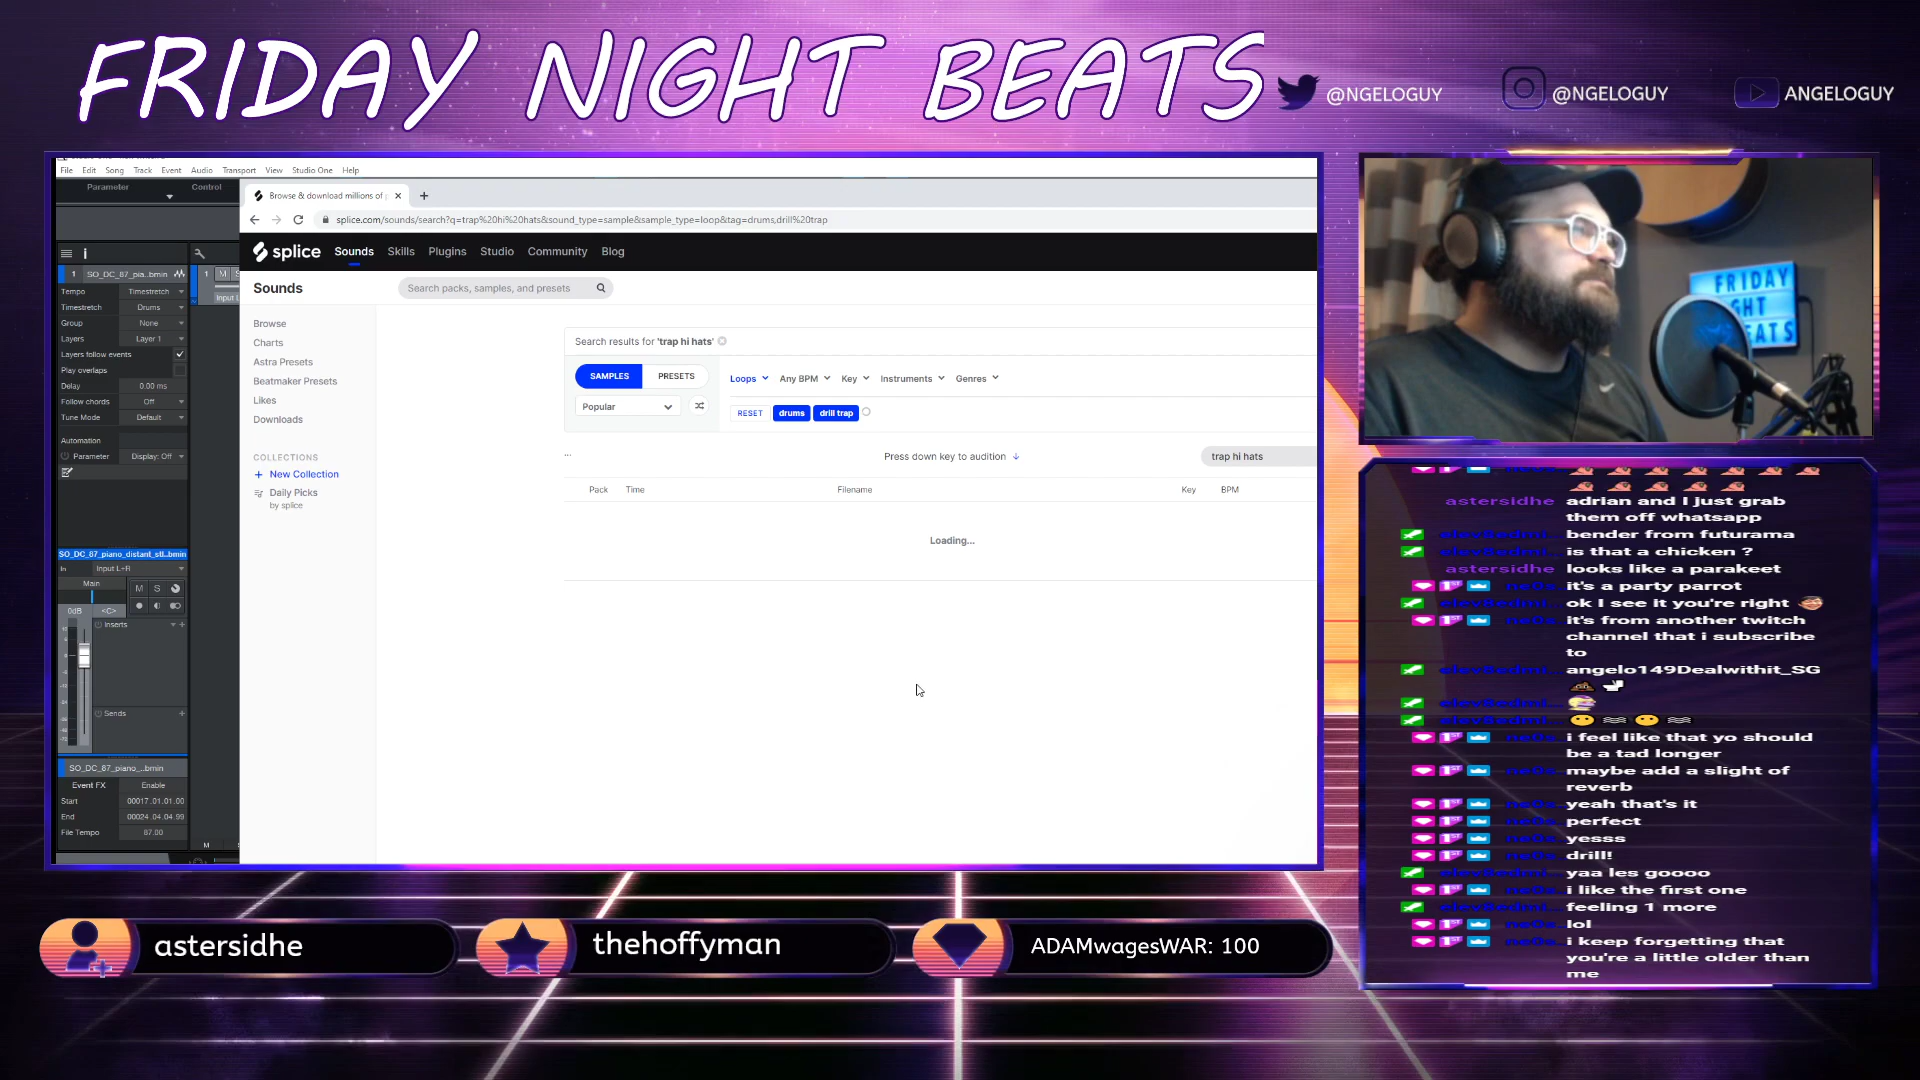 FRIDAY NIGHT BEATS
@NGELOGUY
@NGELOGUY
ANGELOGUY
File Edit Song Track Event Audio Transport View Studio One Help
Parameter Control
Browse & download millions of
splice.com/sounds/search?q=trap%20hi%20hats&sound_type=sample&sample_type=loop&tag=drums,drill%20trap
splice Sounds Skills Plugins Studio Community Blog
Sounds
Search packs, samples, and presets
Browse
Charts
Astra Presets
Beatmaker Presets
Likes
Downloads
COLLECTIONS
+ New Collection
Daily Picks
by splice
Search results for 'trap hi hats'
SAMPLES PRESETS
Popular
Loops Any BPM Key Instruments Genres
RESET drums drill trap
... Press down key to audition ↓ trap hi hats
Pack Time Filename Key BPM
Loading...
i
1 SO_DC_87_pia..bmin
1 M S
Input L
Tempo Timestretch
Timestretch Drums
Group None
Layers Layer 1
Layers follow events
Play overlaps
Delay 0.00 ms
Follow chords Off
Tune Mode Default
Automation
Parameter Display: Off
SO_DC_87_piano_distant_stl..bmin
In Input L+R
Main
M S
0dB <C>
Inserts
Sends
SO_DC_87_piano_...bmin
Event FX Enable
Start 00017.01.01.00
End 00024.04.04.99
File Tempo 87.00
M
FRIDAY
GHT
EATS
astersidhe adrian and I just grab
them off whatsapp
bender from futurama
is that a chicken ?
astersidhe looks like a parakeet
it's a party parrot
ok I see it you're right
it's from another twitch
channel that i subscribe
to
angelo149Dealwithit_SG
i feel like that yo should
be a tad longer
maybe add a slight of
reverb
yeah that's it
perfect
yesss
drill!
yaa les goooo
i like the first one
feeling 1 more
lol
i keep forgetting that
you're a little older than
me
astersidhe
thehoffyman
ADAMwagesWAR: 100